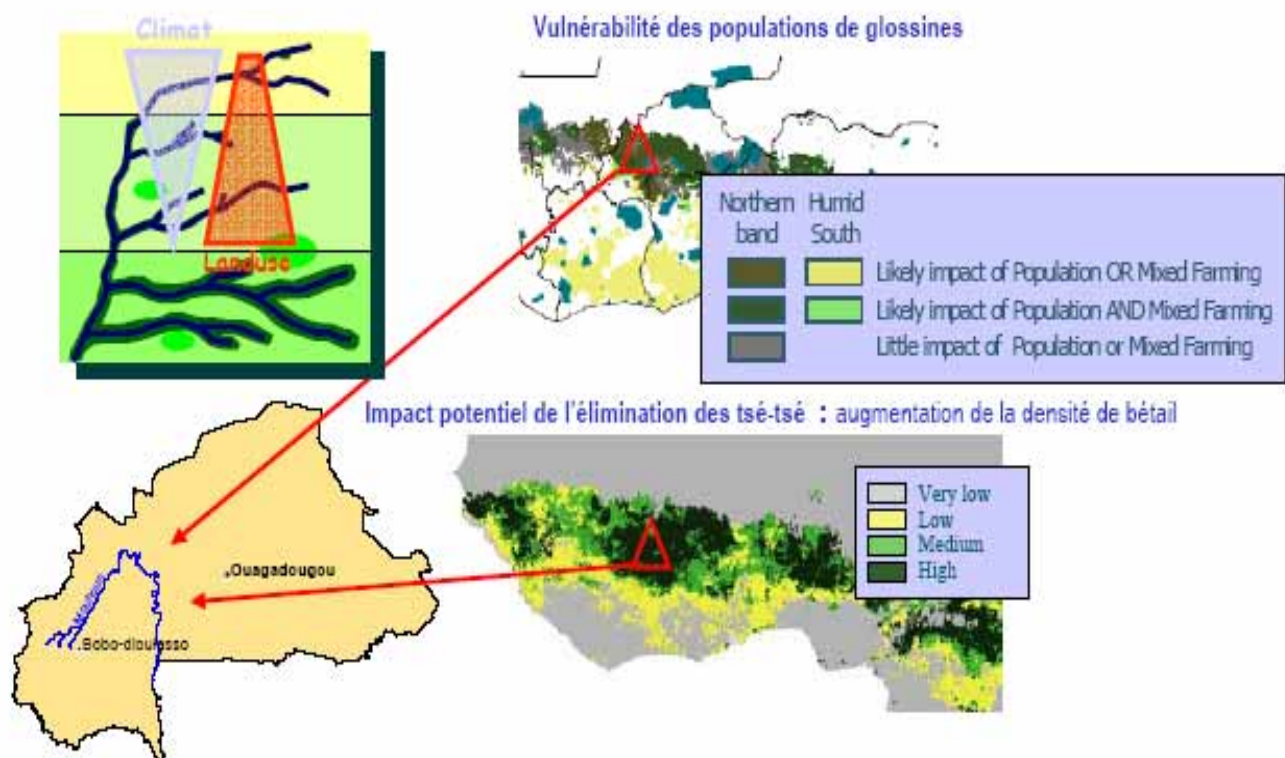 Climat
Landuse
Vulnérabilité des populations de glossines
Northern band
Humid South
Likely impact of Population OR Mixed Farming
Likely impact of Population AND Mixed Farming
Little impact of Population or Mixed Farming
Impact potentiel de l'élimination des tsé-tsé : augmentation de la densité de bétail
Very low
Low
Medium
High
Ouagadougou
Bobo-dioulasso